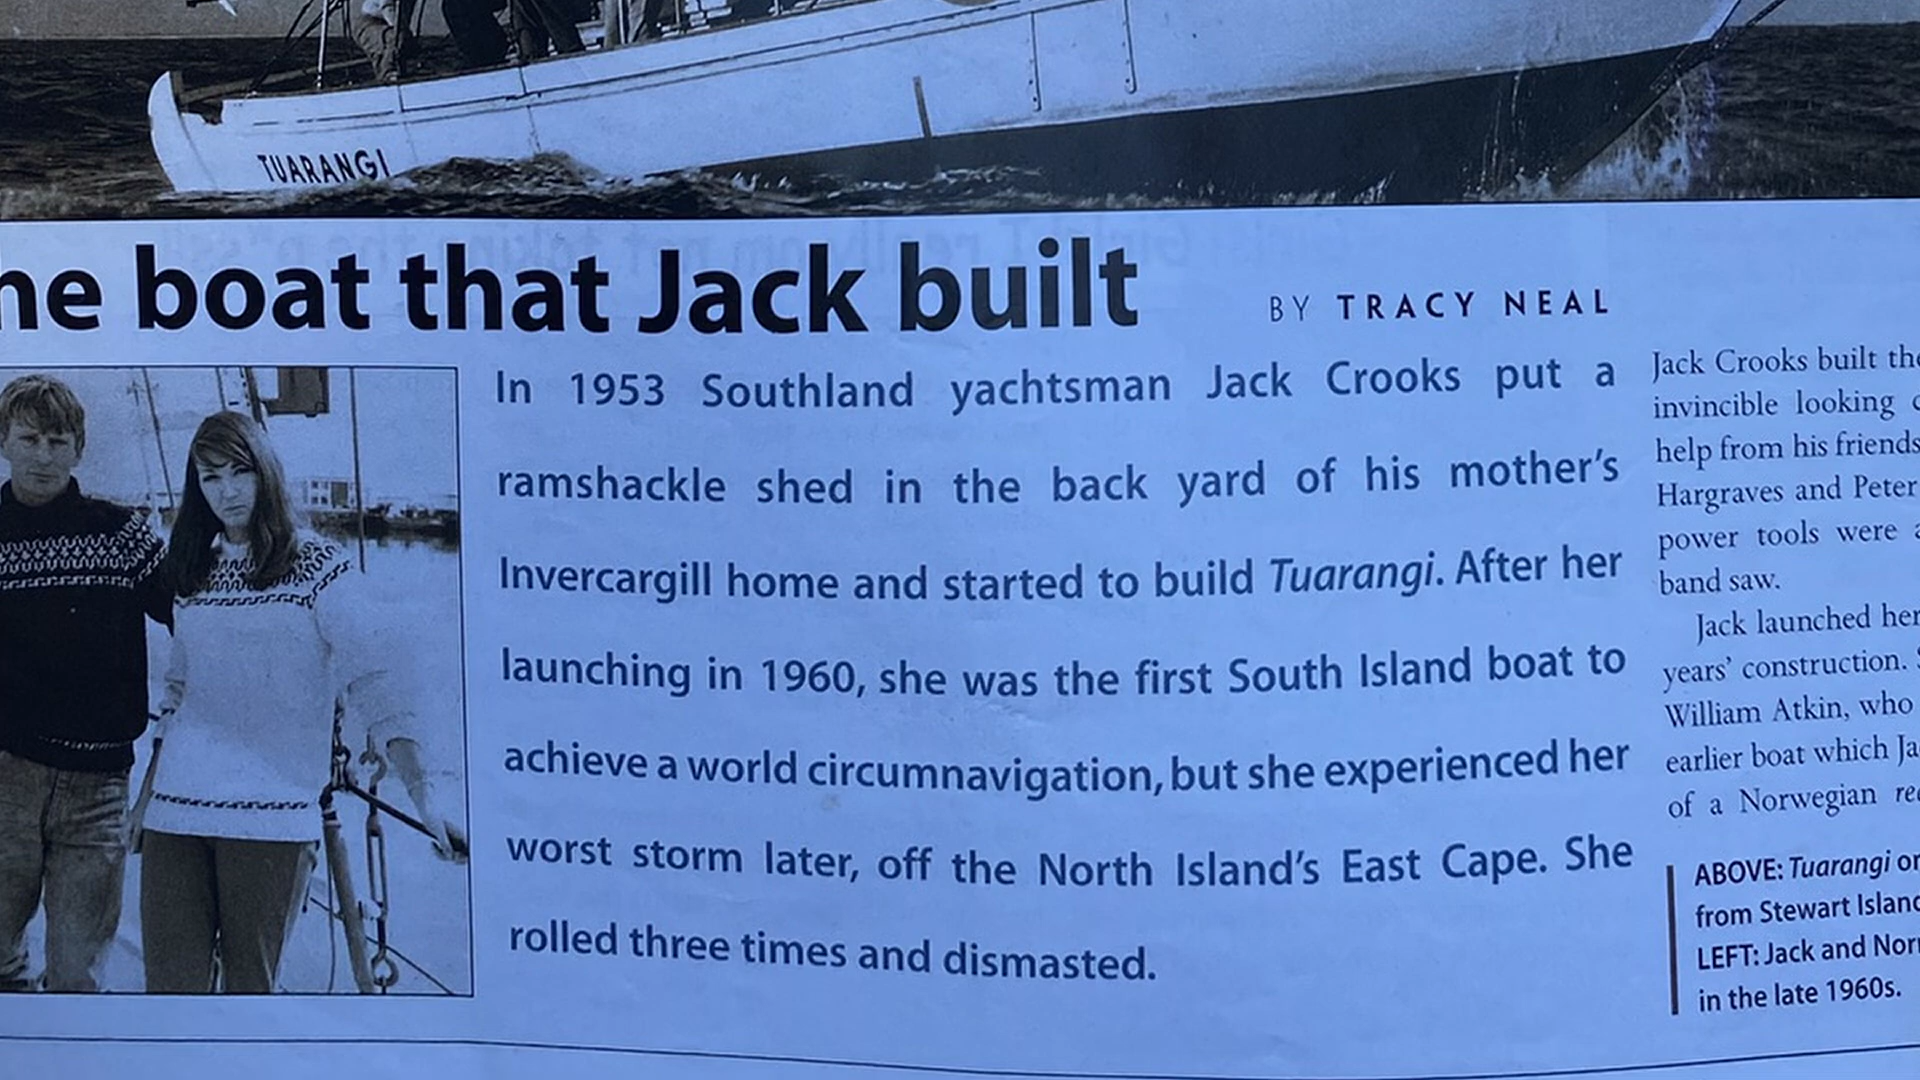 TUARANGI
he boat that Jack built
BY TRACY NEAL
In 1953 Southland yachtsman Jack Crooks put a
ramshackle shed in the back yard of his mother's
Invercargill home and started to build Tuarangi. After her
launching in 1960, she was the first South Island boat to
achieve a world circumnavigation, but she experienced her
worst storm later, off the North Island's East Cape. She
rolled three times and dismasted.
Jack Crooks built the
invincible looking
help from his friends
Hargraves and Peter
power tools were
band saw.
Jack launched her
years' construction.
William Atkin, who
earlier boat which
of a Norwegian
ABOVE: Tuarangi
from Stewart Island
LEFT: Jack and
in the late 1960s.